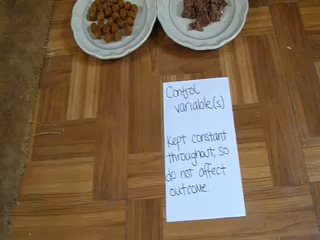 Control
variable(s)
Kept constant
throughout, so
do not affect
outcome.